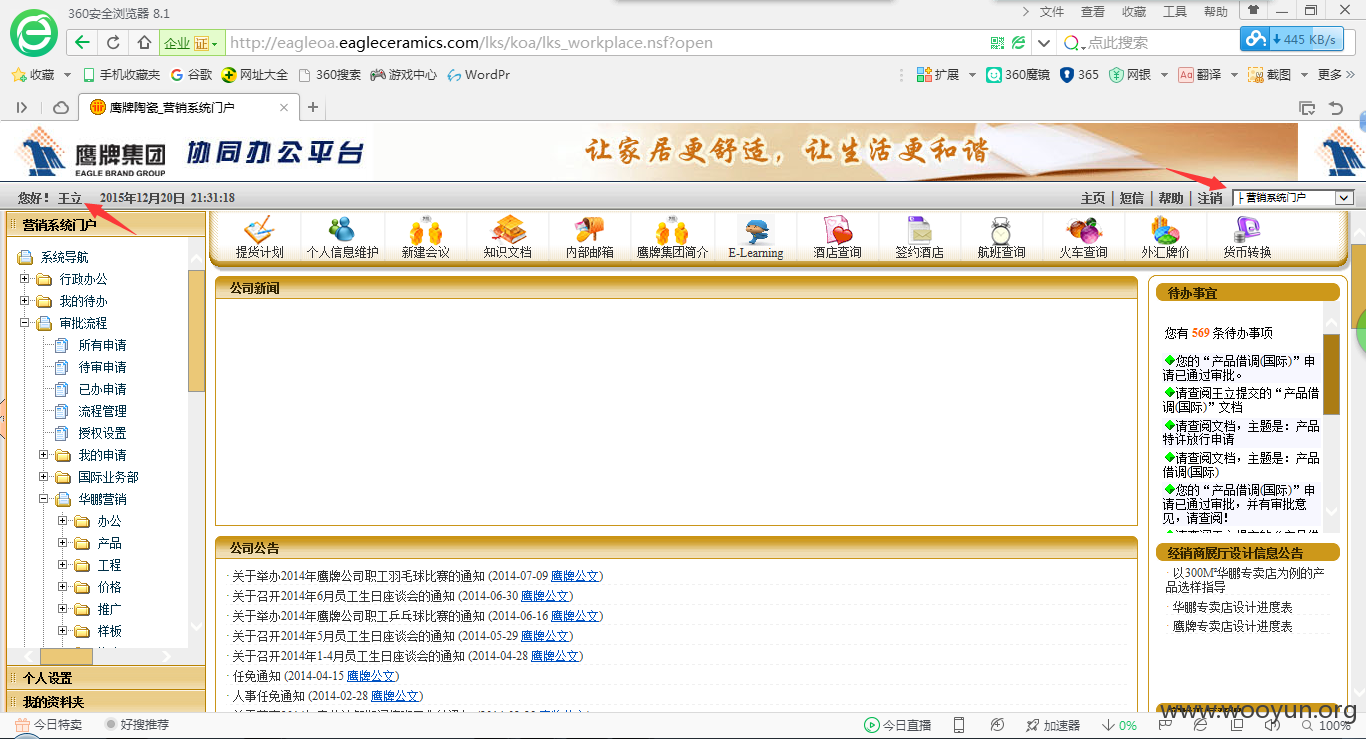 360安全浏览器 8.1
文件 查看 收藏 工具 帮助
企业 证 http://eagleoa.eagleceramics.com/lks/koa/lks_workplace.nsf?open 点此搜索 445 KB/s
收藏 手机收藏夹 谷歌 网址大全 360搜索 游戏中心 WordPr 扩展 360魔镜 365 网银 翻译 截图 更多
鹰牌陶瓷_营销系统门户
鹰牌集团 协同办公平台 让家居更舒适，让生活更和谐
EAGLE BRAND GROUP
您好！ 王立 2015年12月20日 21:31:18 主页 | 短信 | 帮助 | 注销 ├ 营销系统门户
营销系统门户
提货计划 个人信息维护 新建会议 知识文档 内部邮箱 鹰牌集团简介 E-Learning 酒店查询 签约酒店 航班查询 火车查询 外汇牌价 货币转换
系统导航
行政办公
我的待办
审批流程
所有申请
待审申请
已办申请
流程管理
授权设置
我的申请
国际业务部
华鹏营销
办公
产品
工程
价格
推广
样板
个人设置
我的资料夹
公司新闻
公司公告
· 关于举办2014年鹰牌公司职工羽毛球比赛的通知 (2014-07-09 鹰牌公文)
· 关于召开2014年6月员工生日座谈会的通知 (2014-06-30 鹰牌公文)
· 关于举办2014年鹰牌公司职工乒乓球比赛的通知 (2014-06-16 鹰牌公文)
· 关于召开2014年5月员工生日座谈会的通知 (2014-05-29 鹰牌公文)
· 关于召开2014年1-4月员工生日座谈会的通知 (2014-04-28 鹰牌公文)
· 任免通知 (2014-04-15 鹰牌公文)
· 人事任免通知 (2014-02-28 鹰牌公文)
待办事宜
您有 569 条待办事项
您的“产品借调(国际)”申
请已通过审批。
请查阅王立提交的“产品借
调(国际)”文档
请查阅文档，主题是：产品
特许放行申请
请查阅文档，主题是：产品
借调(国际)
您的“产品借调(国际)”申
请已通过审批，并有审批意
见，请查阅！
经销商展厅设计信息公告
· 以300M²华鹏专卖店为例的产
品选样指导
· 华鹏专卖店设计进度表
· 鹰牌专卖店设计进度表
www.wooyun.org
今日特卖 好搜推荐 今日直播 加速器 0% 100%